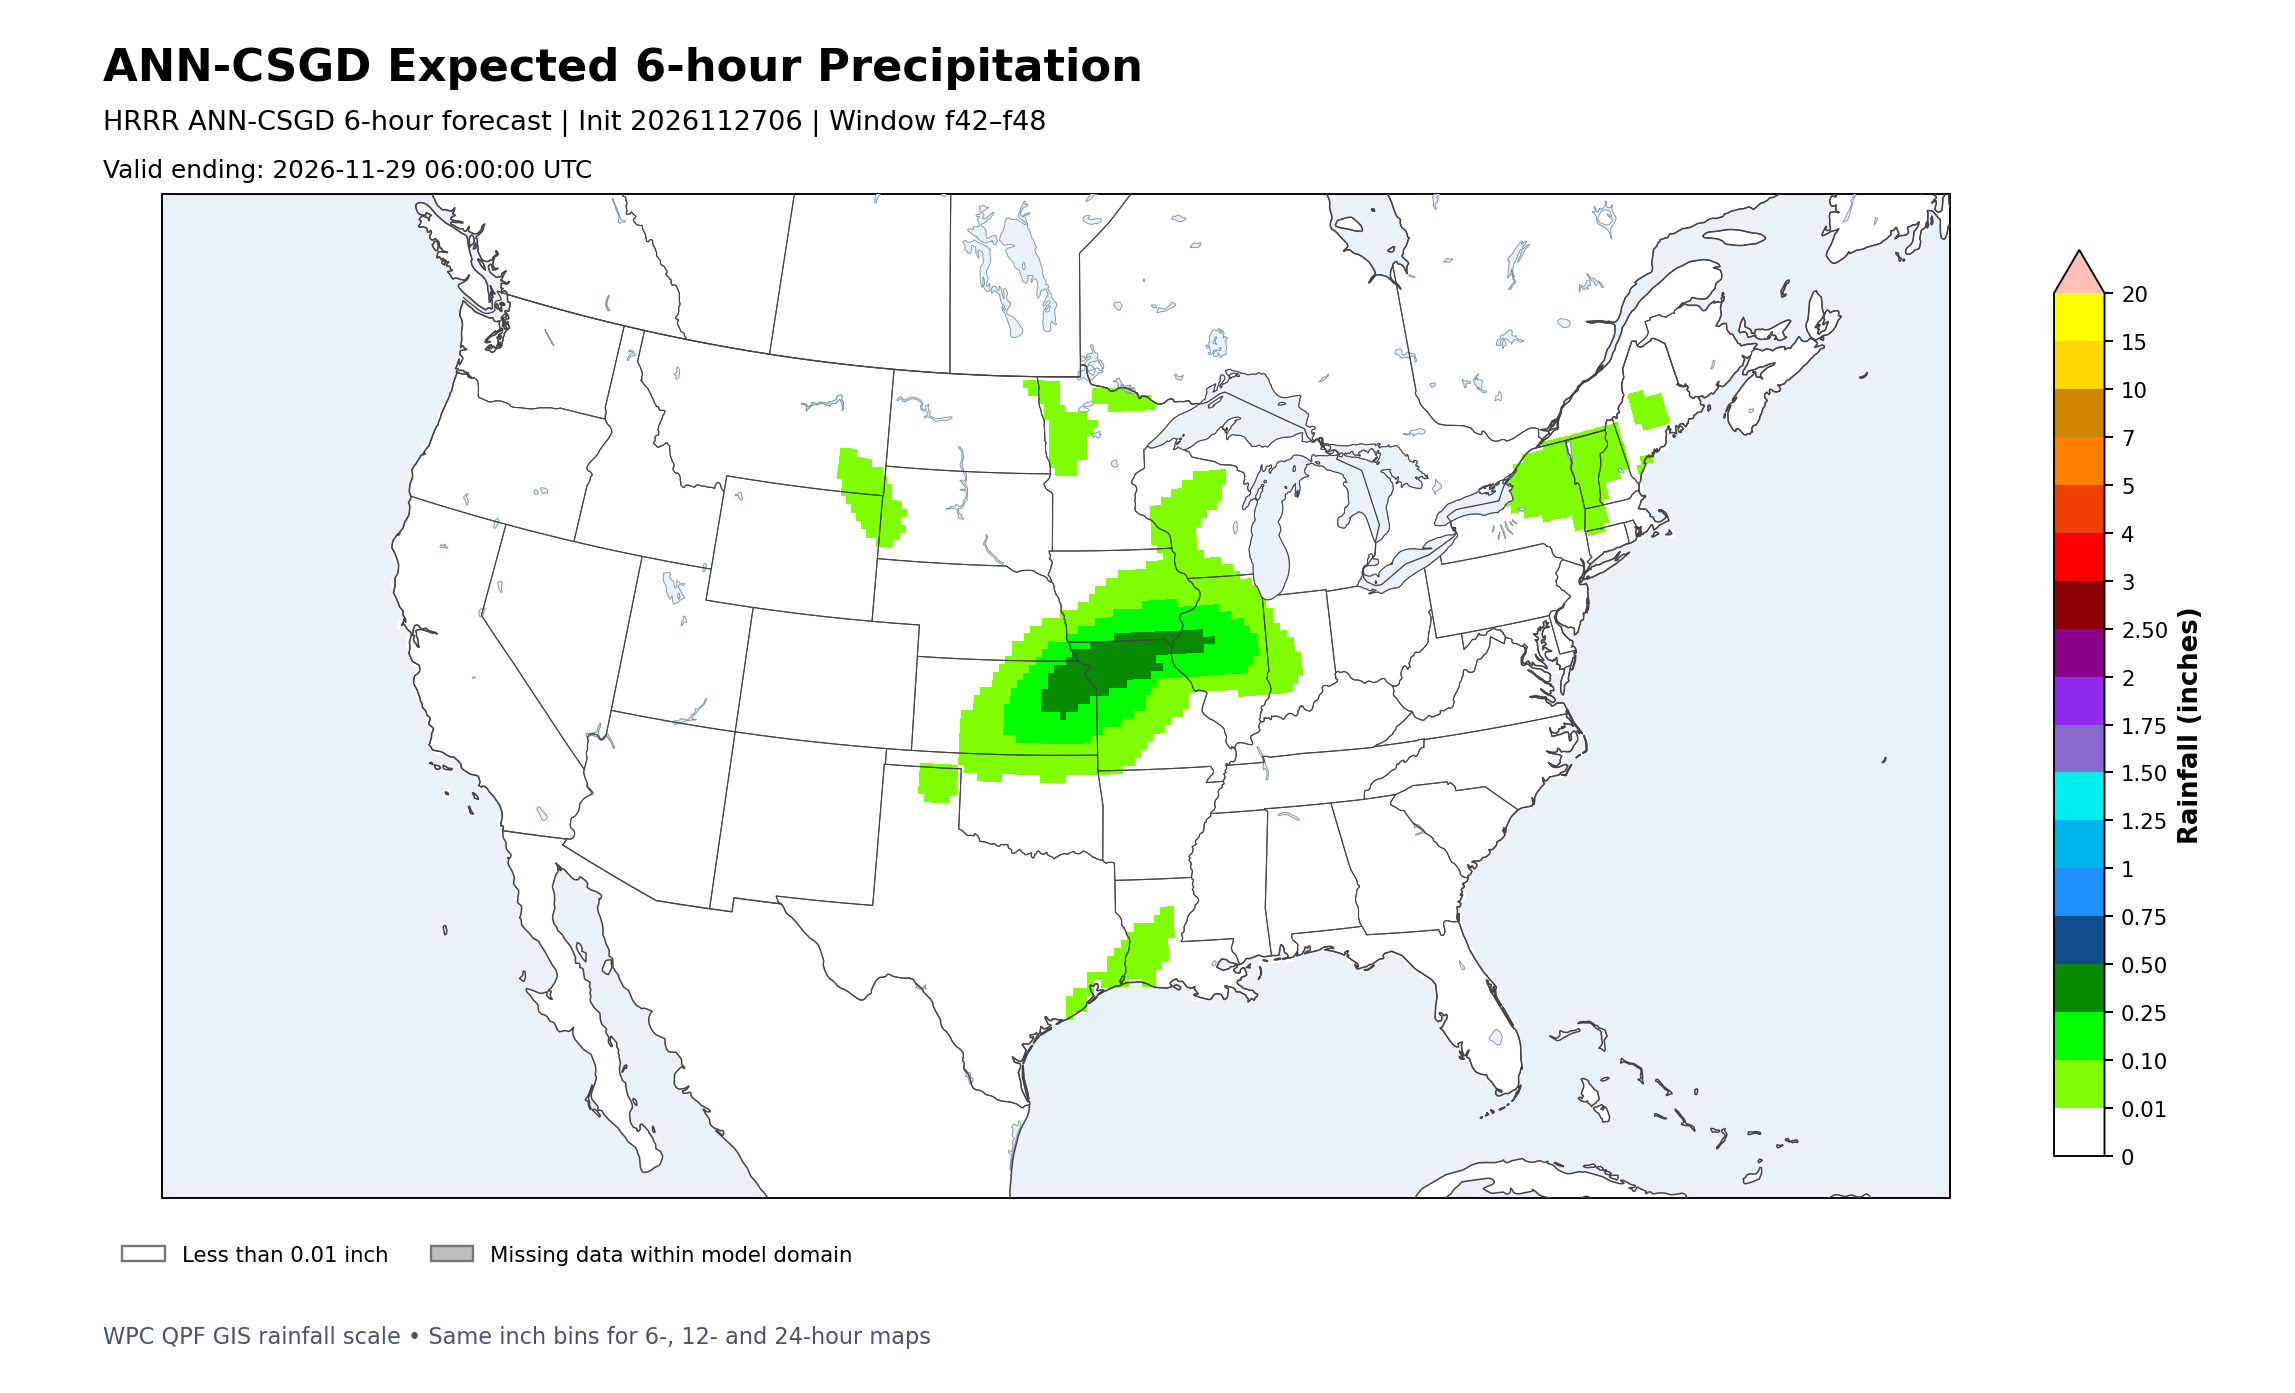 ANN-CSGD Expected 6-hour Precipitation
HRRR ANN-CSGD 6-hour forecast | Init 2026112706 | Window f42–f48
Valid ending: 2026-11-29 06:00:00 UTC
20
15
10
7
5
4
3
2.50
2
1.75
1.50
1.25
1
0.75
0.50
0.25
0.10
0.01
0
Rainfall (inches)
Less than 0.01 inch
Missing data within model domain
WPC QPF GIS rainfall scale • Same inch bins for 6-, 12- and 24-hour maps